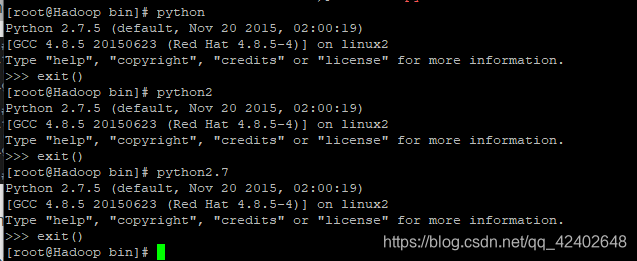 [root@Hadoop bin]# python
Python 2.7.5 (default, Nov 20 2015, 02:00:19)
[GCC 4.8.5 20150623 (Red Hat 4.8.5-4)] on linux2
Type "help", "copyright", "credits" or "license" for more information.
>>> exit()
[root@Hadoop bin]# python2
Python 2.7.5 (default, Nov 20 2015, 02:00:19)
[GCC 4.8.5 20150623 (Red Hat 4.8.5-4)] on linux2
Type "help", "copyright", "credits" or "license" for more information.
>>> exit()
[root@Hadoop bin]# python2.7
Python 2.7.5 (default, Nov 20 2015, 02:00:19)
[GCC 4.8.5 20150623 (Red Hat 4.8.5-4)] on linux2
Type "help", "copyright", "credits" or "license" for more information.
>>> exit()
[root@Hadoop bin]#
https://blog.csdn.net/qq_42402648